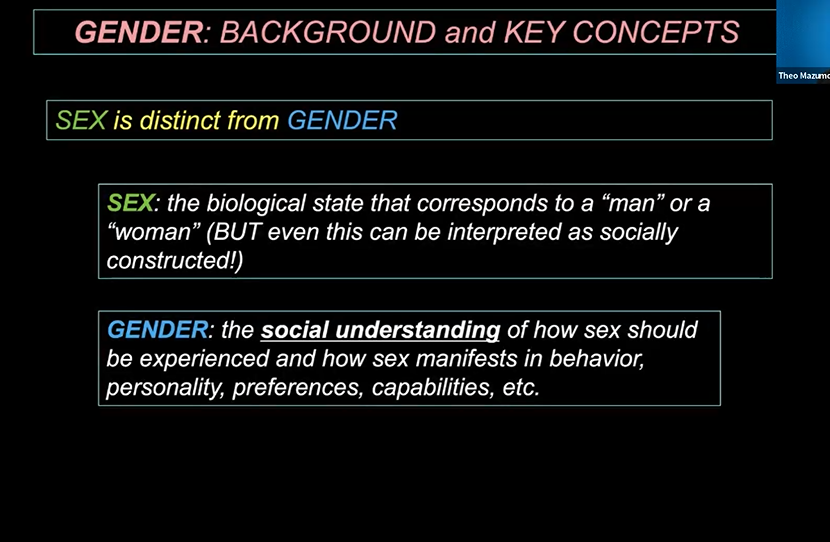 GENDER: BACKGROUND and KEY CONCEPTS
Theo Mazumd
SEX is distinct from GENDER
SEX: the biological state that corresponds to a “man” or a
“woman” (BUT even this can be interpreted as socially
constructed!)
GENDER: the social understanding of how sex should
be experienced and how sex manifests in behavior,
personality, preferences, capabilities, etc.